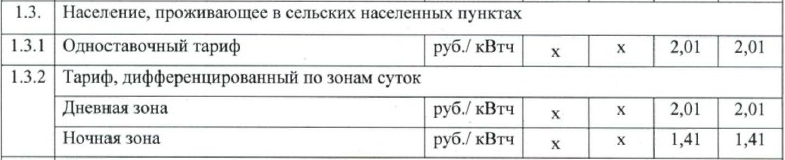 1.3. Население, проживающее в сельских населенных пунктах
1.3.1 Одноставочный тариф руб./ кВтч х х 2,01 2,01
1.3.2 Тариф, дифференцированный по зонам суток
Дневная зона руб./ кВтч х х 2,01 2,01
Ночная зона руб./ кВтч х х 1,41 1,41